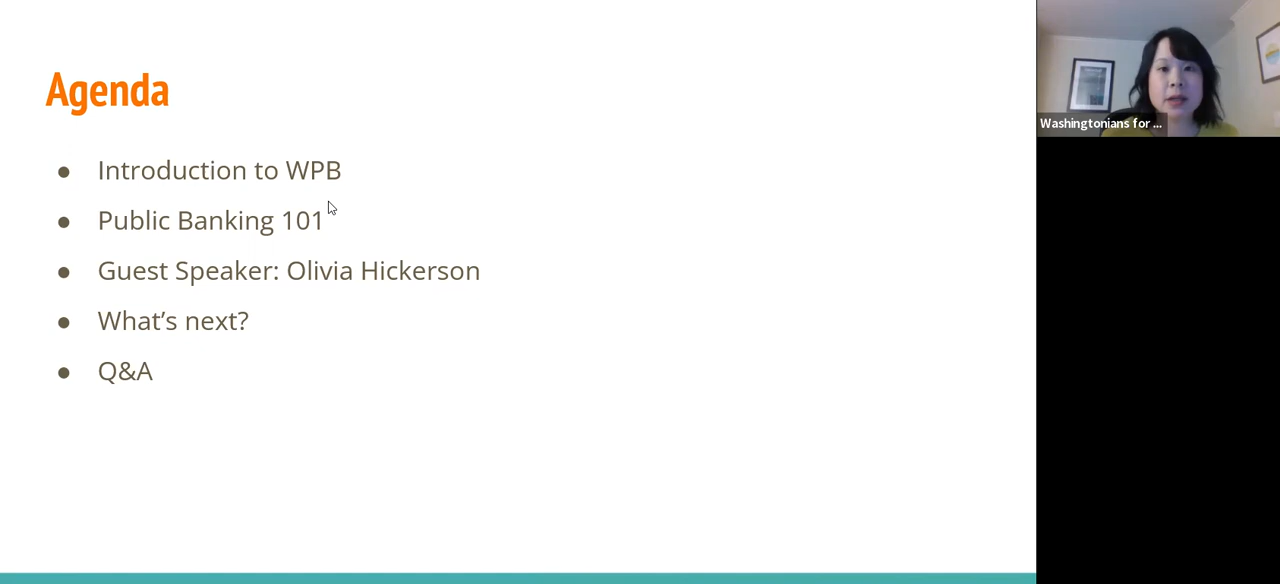 Agenda
● Introduction to WPB
● Public Banking 101
● Guest Speaker: Olivia Hickerson
● What’s next?
● Q&A
Washingtonians for ...